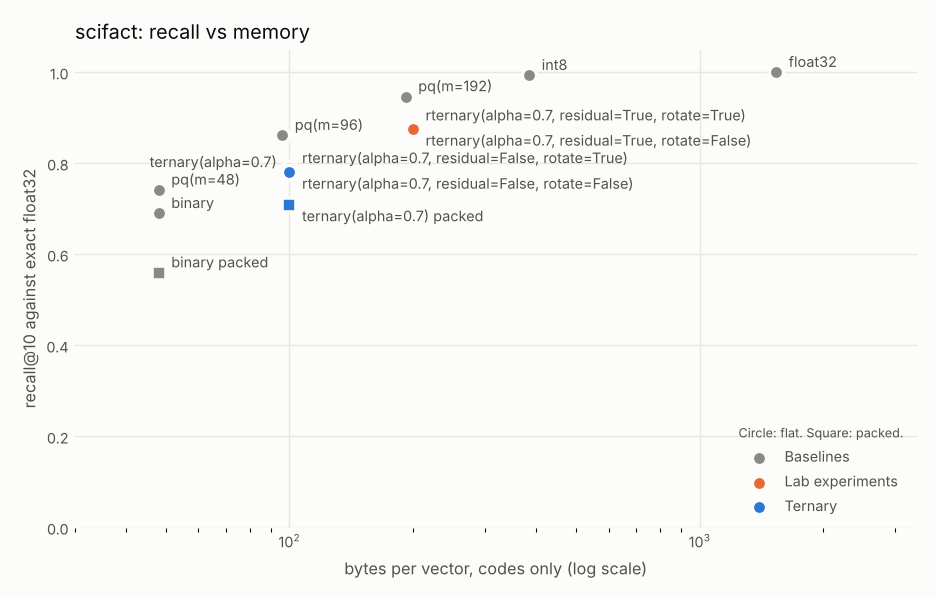 scifact: recall vs memory
recall@10 against exact float32
1.0
0.8
0.6
0.4
0.2
0.0
float32
int8
pq(m=192)
rternary(alpha=0.7, residual=True, rotate=True)
pq(m=96)
rternary(alpha=0.7, residual=True, rotate=False)
rternary(alpha=0.7, residual=False, rotate=True)
ternary(alpha=0.7)
pq(m=48)
rternary(alpha=0.7, residual=False, rotate=False)
binary
ternary(alpha=0.7) packed
binary packed
Circle: flat. Square: packed.
Baselines
Lab experiments
Ternary
10²
10³
bytes per vector, codes only (log scale)